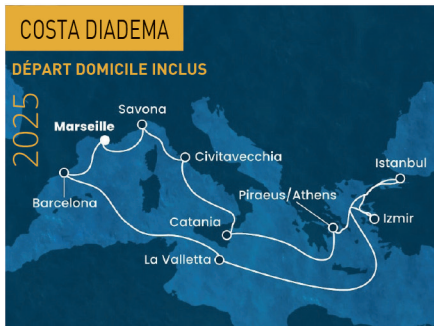 COSTA DIADEMA
DÉPART DOMICILE INCLUS
2025
Savona
Marseille
Civitavecchia
Istanbul
Barcelona
Piraeus/Athens
Izmir
Catania
La Valletta